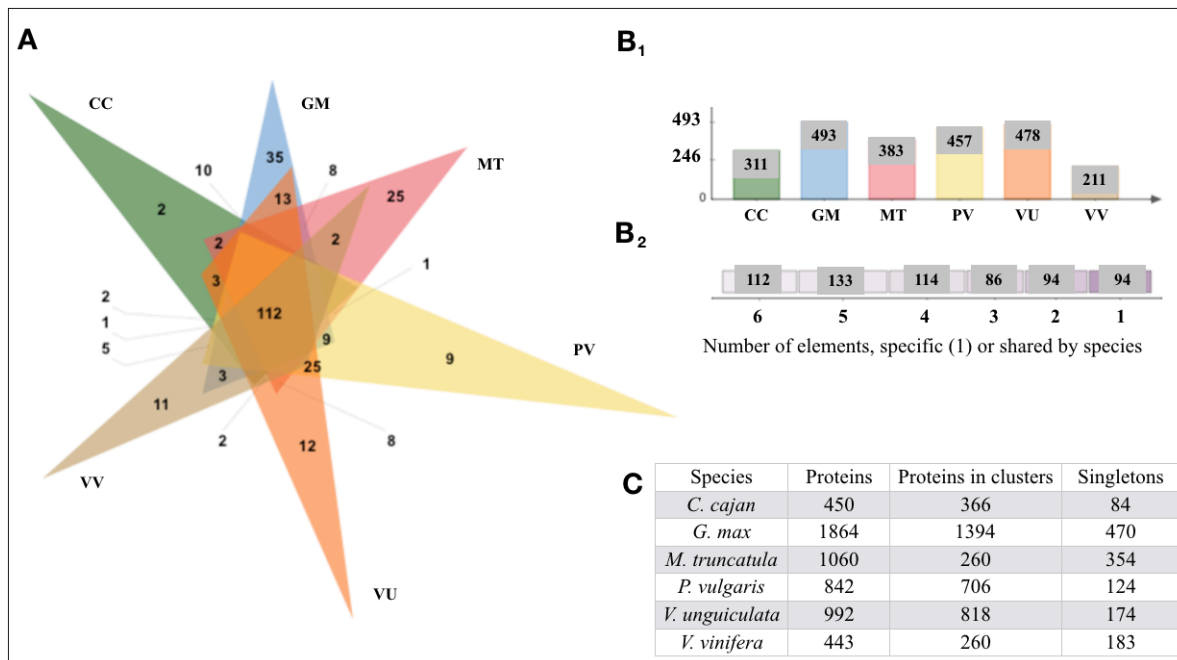 A
CC
GM
MT
10
35
8
13
25
2
2
2
3
1
2
112
1
9
5
PV
9
3
25
11
2
8
12
VV
VU
B1
493
246
0
311
493
383
457
478
211
CC GM MT PV VU VV
B2
112 133 114 86 94 94
6 5 4 3 2 1
Number of elements, specific (1) or shared by species
C
Species Proteins Proteins in clusters Singletons
C. cajan 450 366 84
G. max 1864 1394 470
M. truncatula 1060 260 354
P. vulgaris 842 706 124
V. unguiculata 992 818 174
V. vinifera 443 260 183